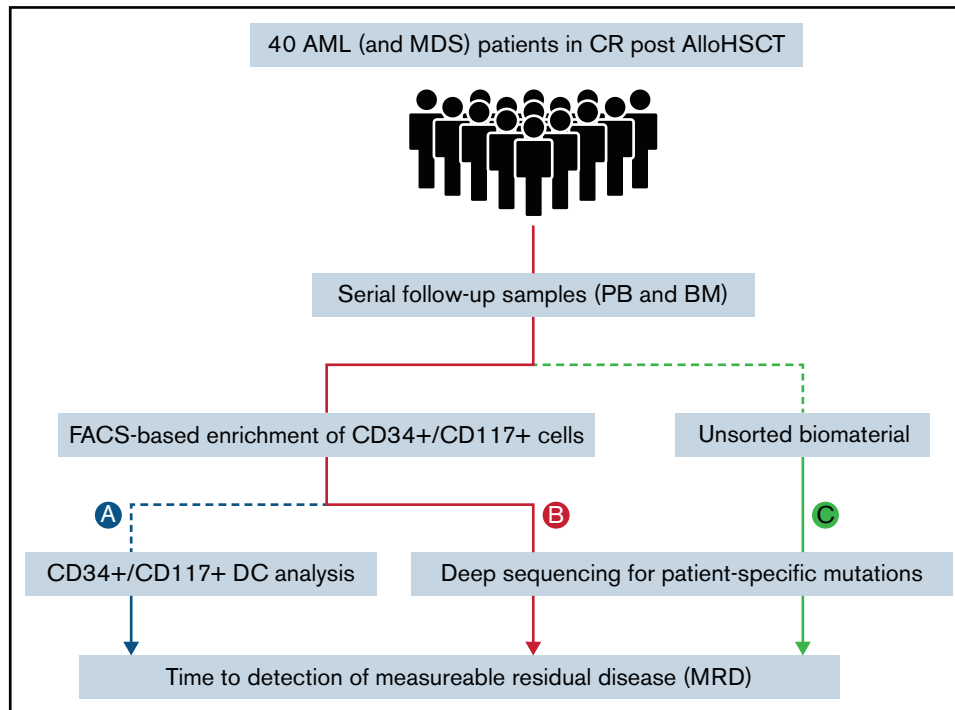 40 AML (and MDS) patients in CR post AlloHSCT
Serial follow-up samples (PB and BM)
FACS-based enrichment of CD34+/CD117+ cells
Unsorted biomaterial
A
B
C
CD34+/CD117+ DC analysis
Deep sequencing for patient-specific mutations
Time to detection of measureable residual disease (MRD)